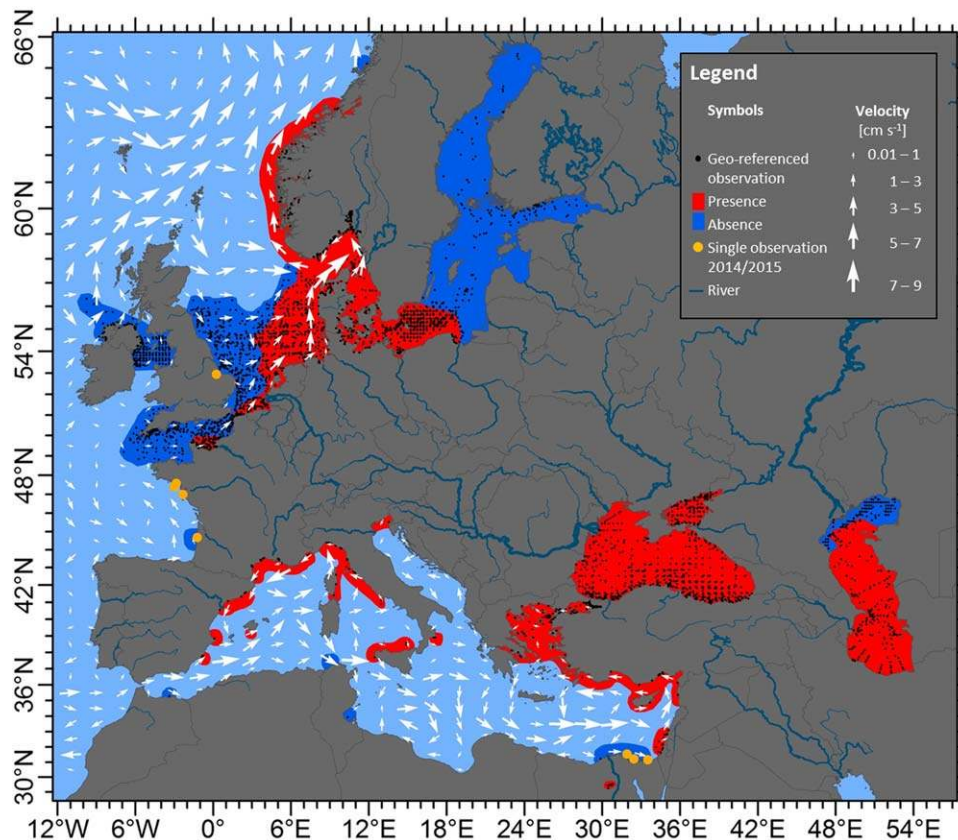 66°N
60°N
54°N
48°N
42°N
36°N
30°N
Legend
Symbols
Velocity
[cm s⁻¹]
Geo-referenced
observation
Presence
Absence
Single observation
2014/2015
River
0.01 – 1
1 – 3
3 – 5
5 – 7
7 – 9
12°W 6°W 0°E 6°E 12°E 18°E 24°E 30°E 36°E 42°E 48°E 54°E